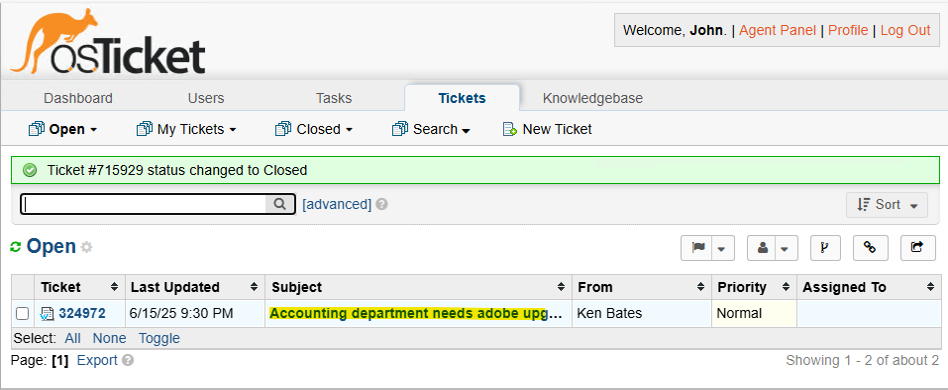 osTicket
Welcome, John. | Agent Panel | Profile | Log Out
Dashboard Users Tasks Tickets Knowledgebase
Open My Tickets Closed Search New Ticket
Ticket #715929 status changed to Closed
[advanced] Sort
Open
Ticket Last Updated Subject From Priority Assigned To
324972 6/15/25 9:30 PM Accounting department needs adobe upg... Ken Bates Normal
Select: All None Toggle
Page: [1] Export Showing 1 - 2 of about 2